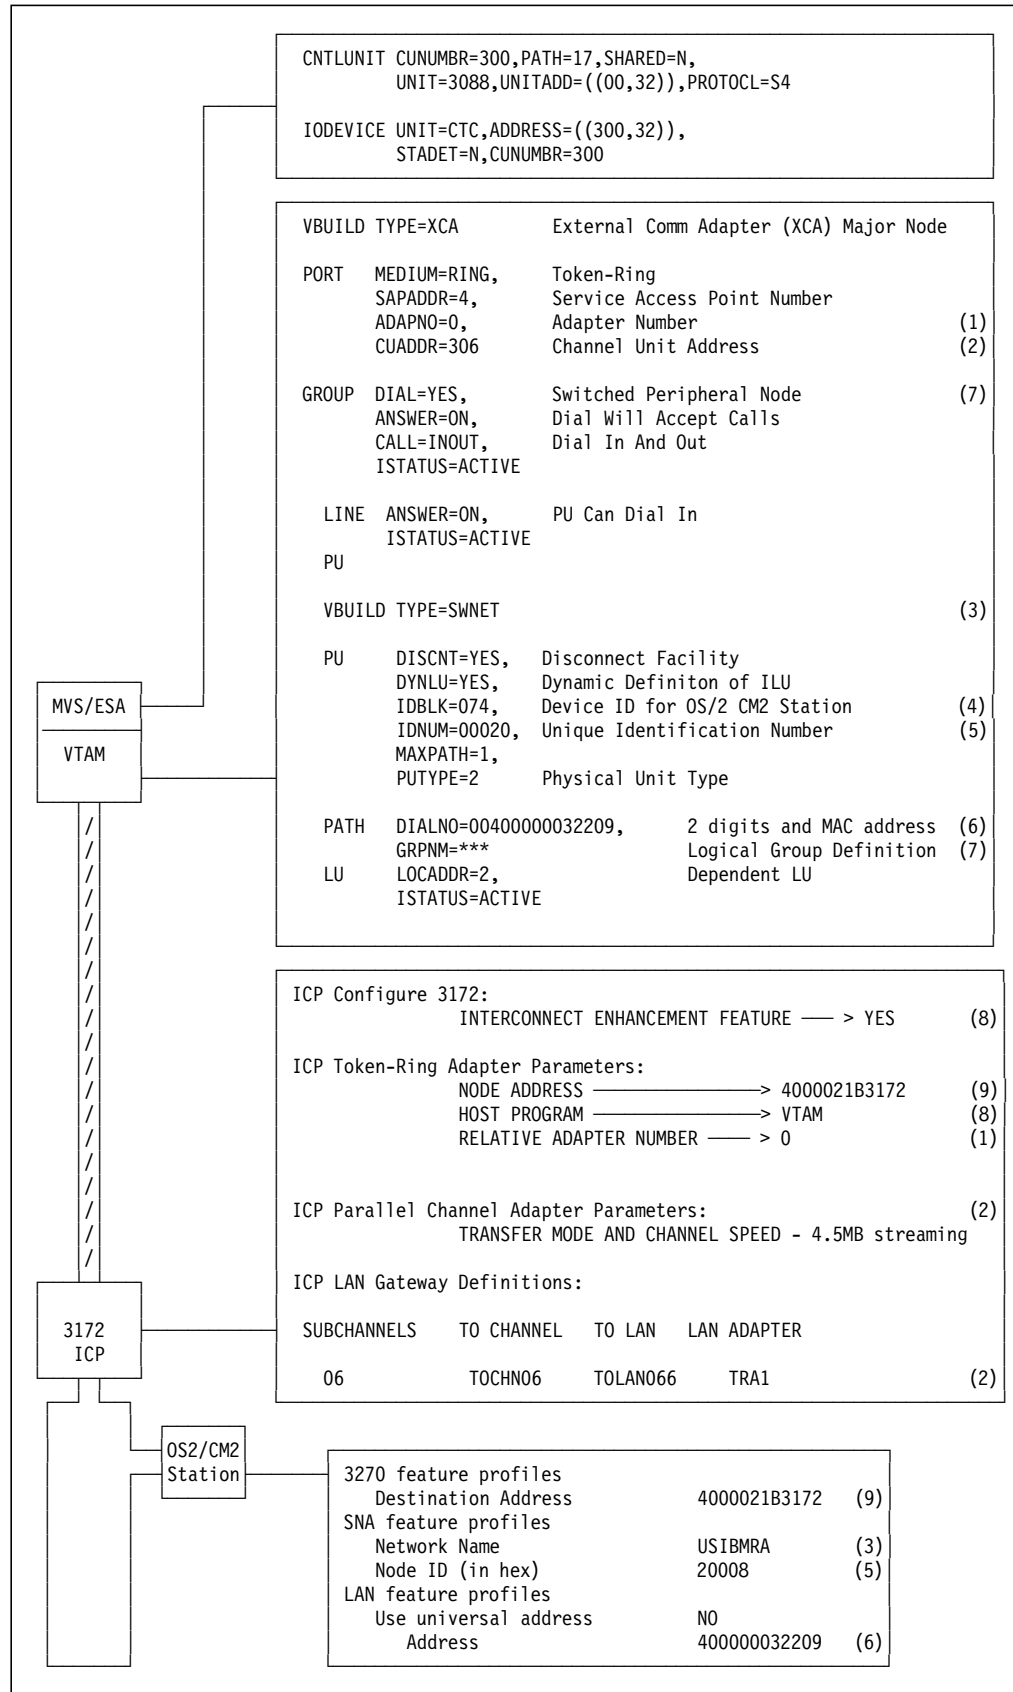 CNTLUNIT CUNUMBR=300,PATH=17,SHARED=N,
UNIT=3088,UNITADD=((00,32)),PROTOCL=S4
IODEVICE UNIT=CTC,ADDRESS=((300,32)),
STADET=N,CUNUMBR=300
VBUILD TYPE=XCA External Comm Adapter (XCA) Major Node
PORT MEDIUM=RING, Token-Ring
SAPADDR=4, Service Access Point Number
ADAPNO=0, Adapter Number (1)
CUADDR=306 Channel Unit Address (2)
GROUP DIAL=YES, Switched Peripheral Node (7)
ANSWER=ON, Dial Will Accept Calls
CALL=INOUT, Dial In And Out
ISTATUS=ACTIVE
LINE ANSWER=ON, PU Can Dial In
ISTATUS=ACTIVE
PU
VBUILD TYPE=SWNET (3)
PU DISCNT=YES, Disconnect Facility
DYNLU=YES, Dynamic Definiton of ILU
IDBLK=074, Device ID for OS/2 CM2 Station (4)
IDNUM=00020, Unique Identification Number (5)
MAXPATH=1,
PUTYPE=2 Physical Unit Type
PATH DIALNO=00400000032209, 2 digits and MAC address (6)
GRPNM=*** Logical Group Definition (7)
LU LOCADDR=2, Dependent LU
ISTATUS=ACTIVE
MVS/ESA
VTAM
ICP Configure 3172:
INTERCONNECT ENHANCEMENT FEATURE ── > YES (8)
ICP Token-Ring Adapter Parameters:
NODE ADDRESS ────────> 4000021B3172 (9)
HOST PROGRAM ────────> VTAM (8)
RELATIVE ADAPTER NUMBER ── > 0 (1)
ICP Parallel Channel Adapter Parameters: (2)
TRANSFER MODE AND CHANNEL SPEED - 4.5MB streaming
ICP LAN Gateway Definitions:
SUBCHANNELS TO CHANNEL TO LAN LAN ADAPTER
06 TOCHN06 TOLAN066 TRA1 (2)
3172
ICP
OS2/CM2
Station
3270 feature profiles
Destination Address 4000021B3172 (9)
SNA feature profiles
Network Name USIBMRA (3)
Node ID (in hex) 20008 (5)
LAN feature profiles
Use universal address NO
Address 400000032209 (6)